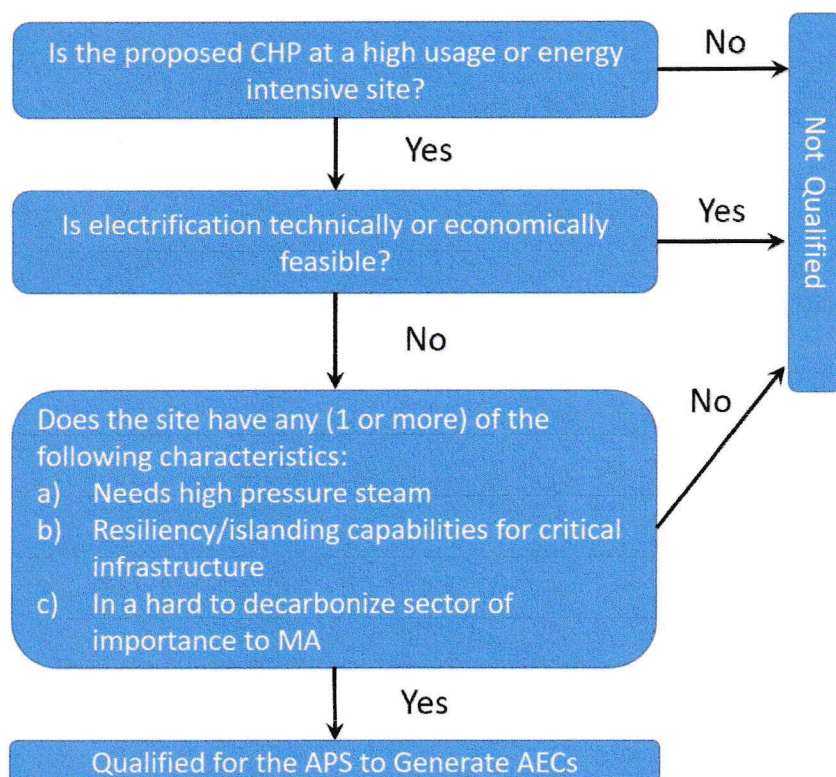 Is the proposed CHP at a high usage or energy
intensive site?
No
Not Qualified
Yes
Is electrification technically or economically
feasible?
Yes
No
Does the site have any (1 or more) of the
following characteristics:
a) Needs high pressure steam
b) Resiliency/islanding capabilities for critical
infrastructure
c) In a hard to decarbonize sector of
importance to MA
No
Yes
Qualified for the APS to Generate AECs